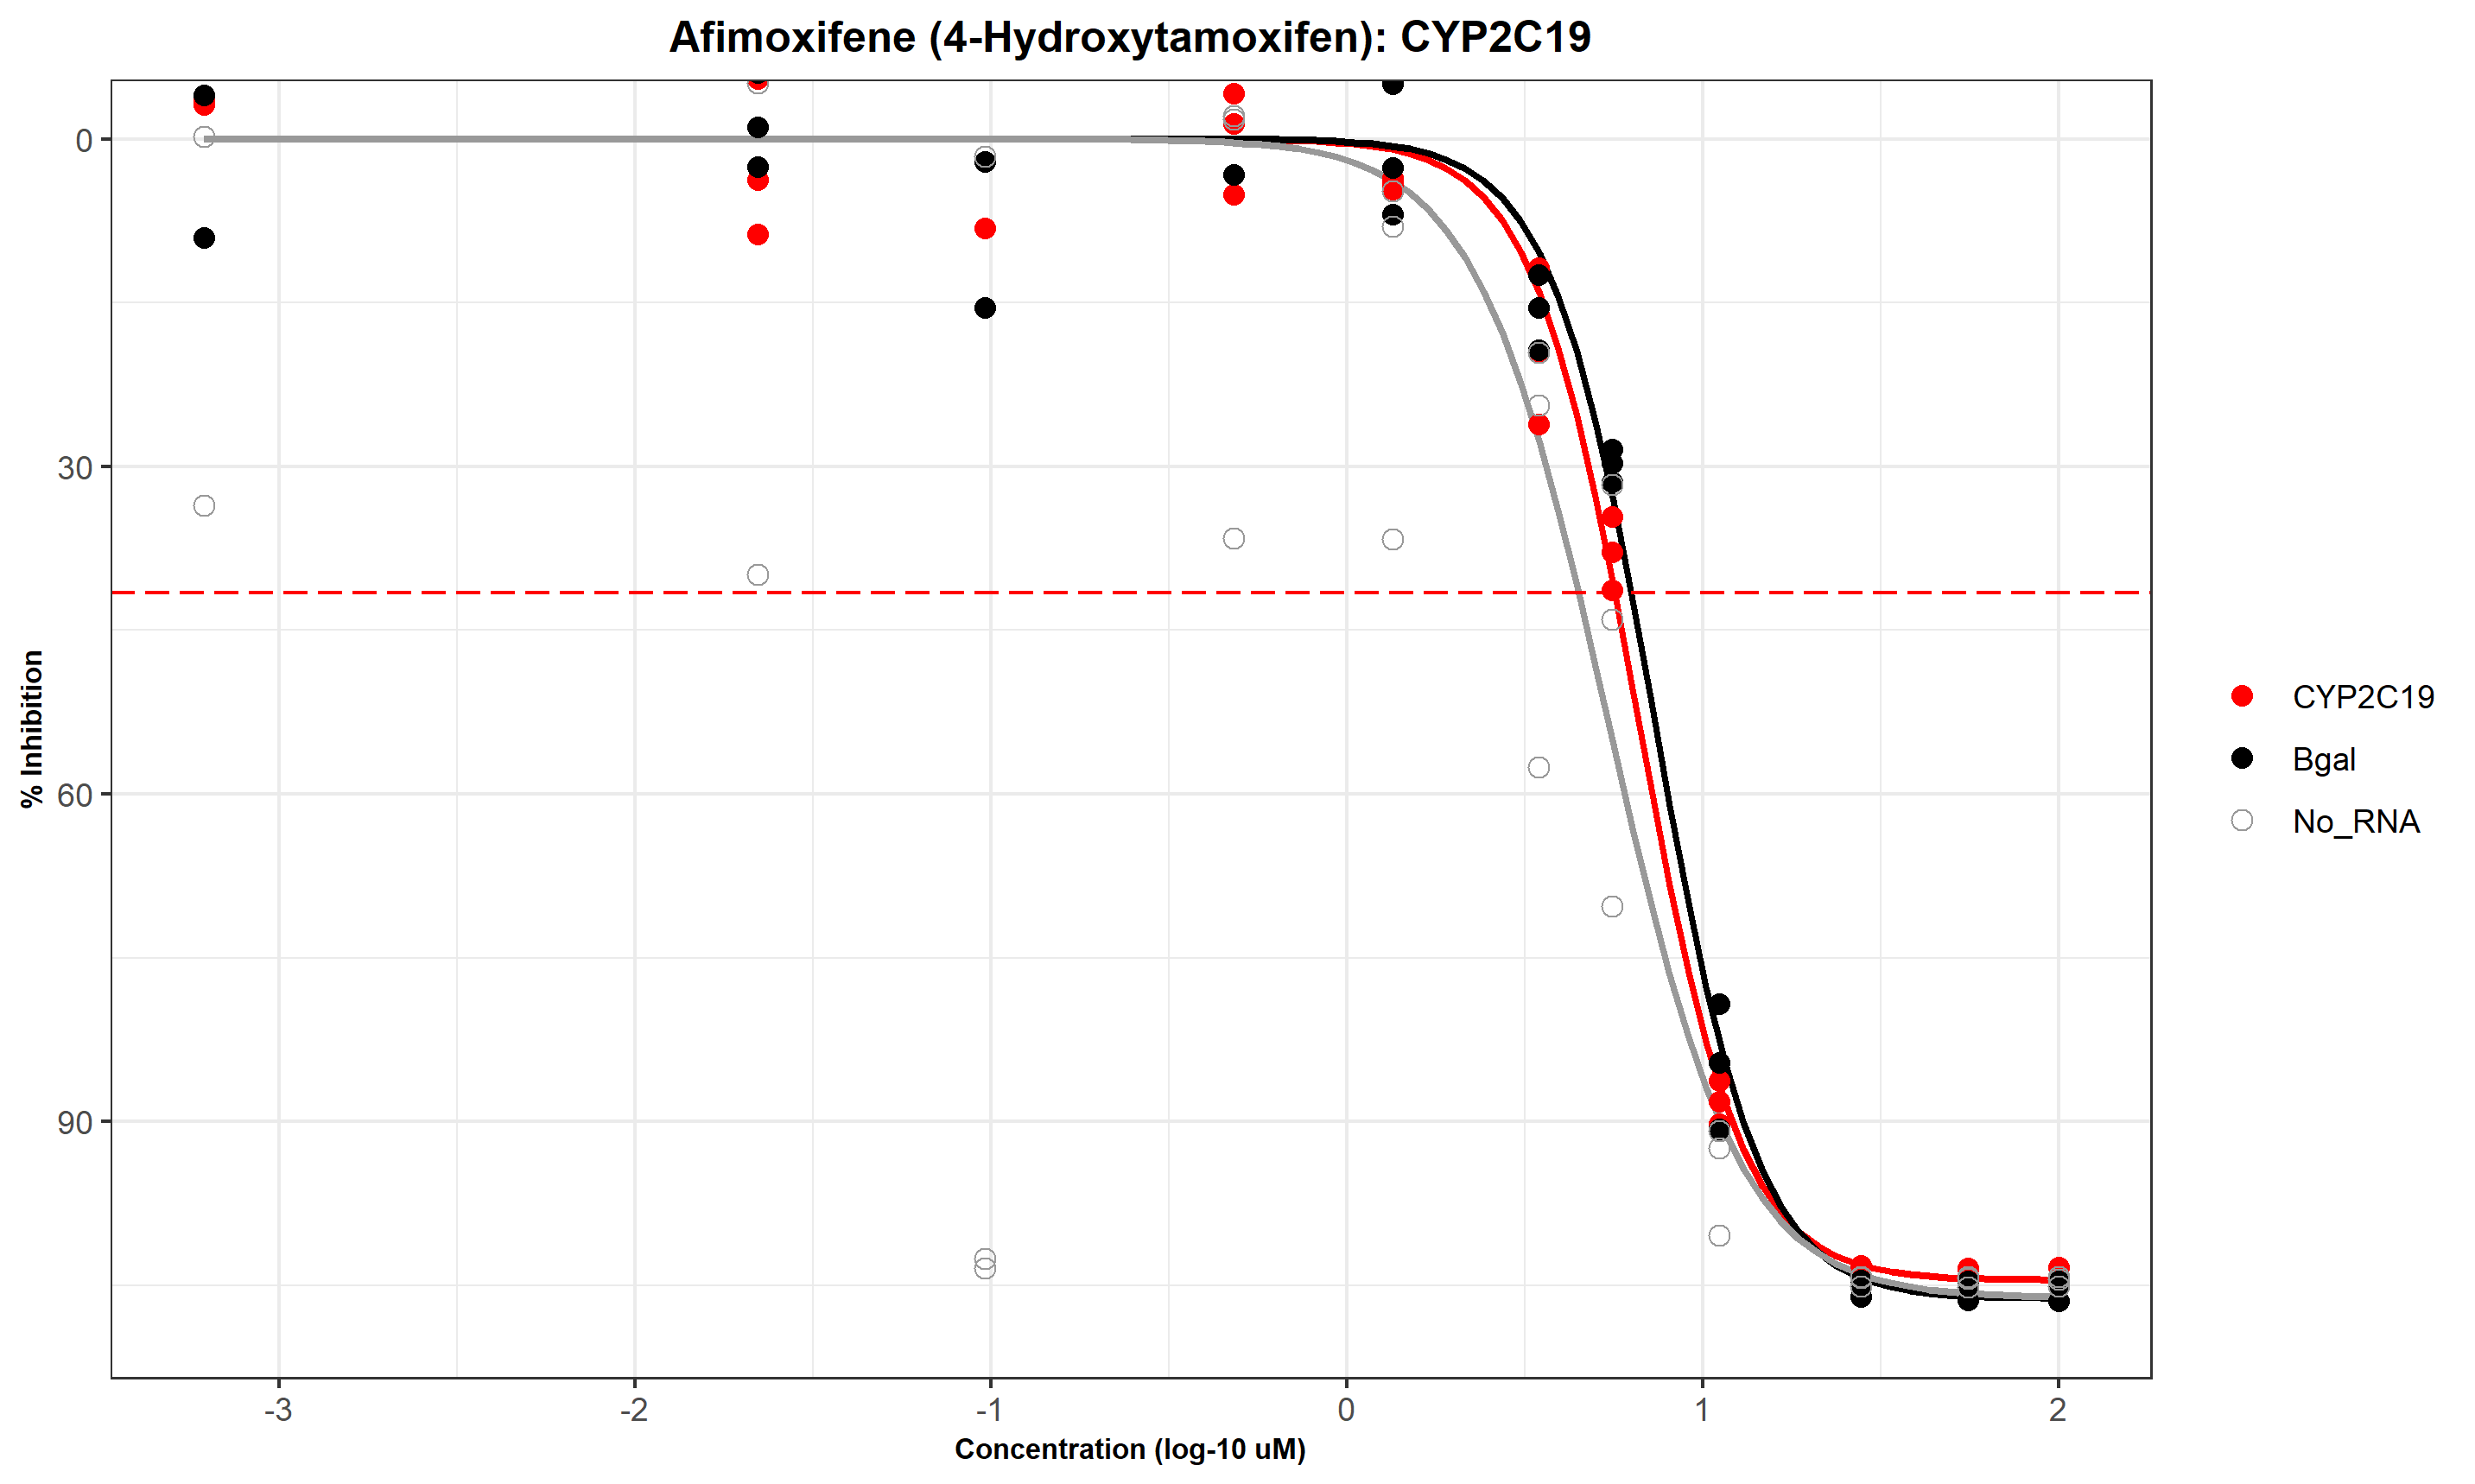 Afimoxifene (4-Hydroxytamoxifen): CYP2C19
% Inhibition
0
30
60
90
-3
-2
-1
0
1
2
Concentration (log-10 uM)
CYP2C19
Bgal
No_RNA